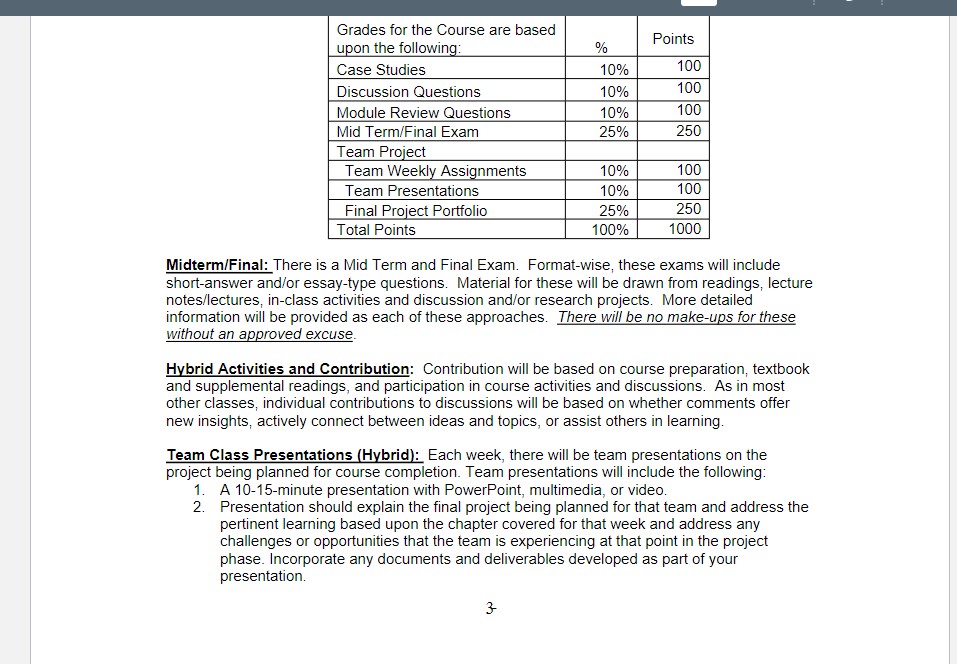 Grades for the Course are based
upon the following: % Points
Case Studies 10% 100
Discussion Questions 10% 100
Module Review Questions 10% 100
Mid Term/Final Exam 25% 250
Team Project
Team Weekly Assignments 10% 100
Team Presentations 10% 100
Final Project Portfolio 25% 250
Total Points 100% 1000
Midterm/Final: There is a Mid Term and Final Exam. Format-wise, these exams will include
short-answer and/or essay-type questions. Material for these will be drawn from readings, lecture
notes/lectures, in-class activities and discussion and/or research projects. More detailed
information will be provided as each of these approaches. There will be no make-ups for these
without an approved excuse.
Hybrid Activities and Contribution: Contribution will be based on course preparation, textbook
and supplemental readings, and participation in course activities and discussions. As in most
other classes, individual contributions to discussions will be based on whether comments offer
new insights, actively connect between ideas and topics, or assist others in learning.
Team Class Presentations (Hybrid): Each week, there will be team presentations on the
project being planned for course completion. Team presentations will include the following:
1. A 10-15-minute presentation with PowerPoint, multimedia, or video.
2. Presentation should explain the final project being planned for that team and address the
pertinent learning based upon the chapter covered for that week and address any
challenges or opportunities that the team is experiencing at that point in the project
phase. Incorporate any documents and deliverables developed as part of your
presentation.
3-